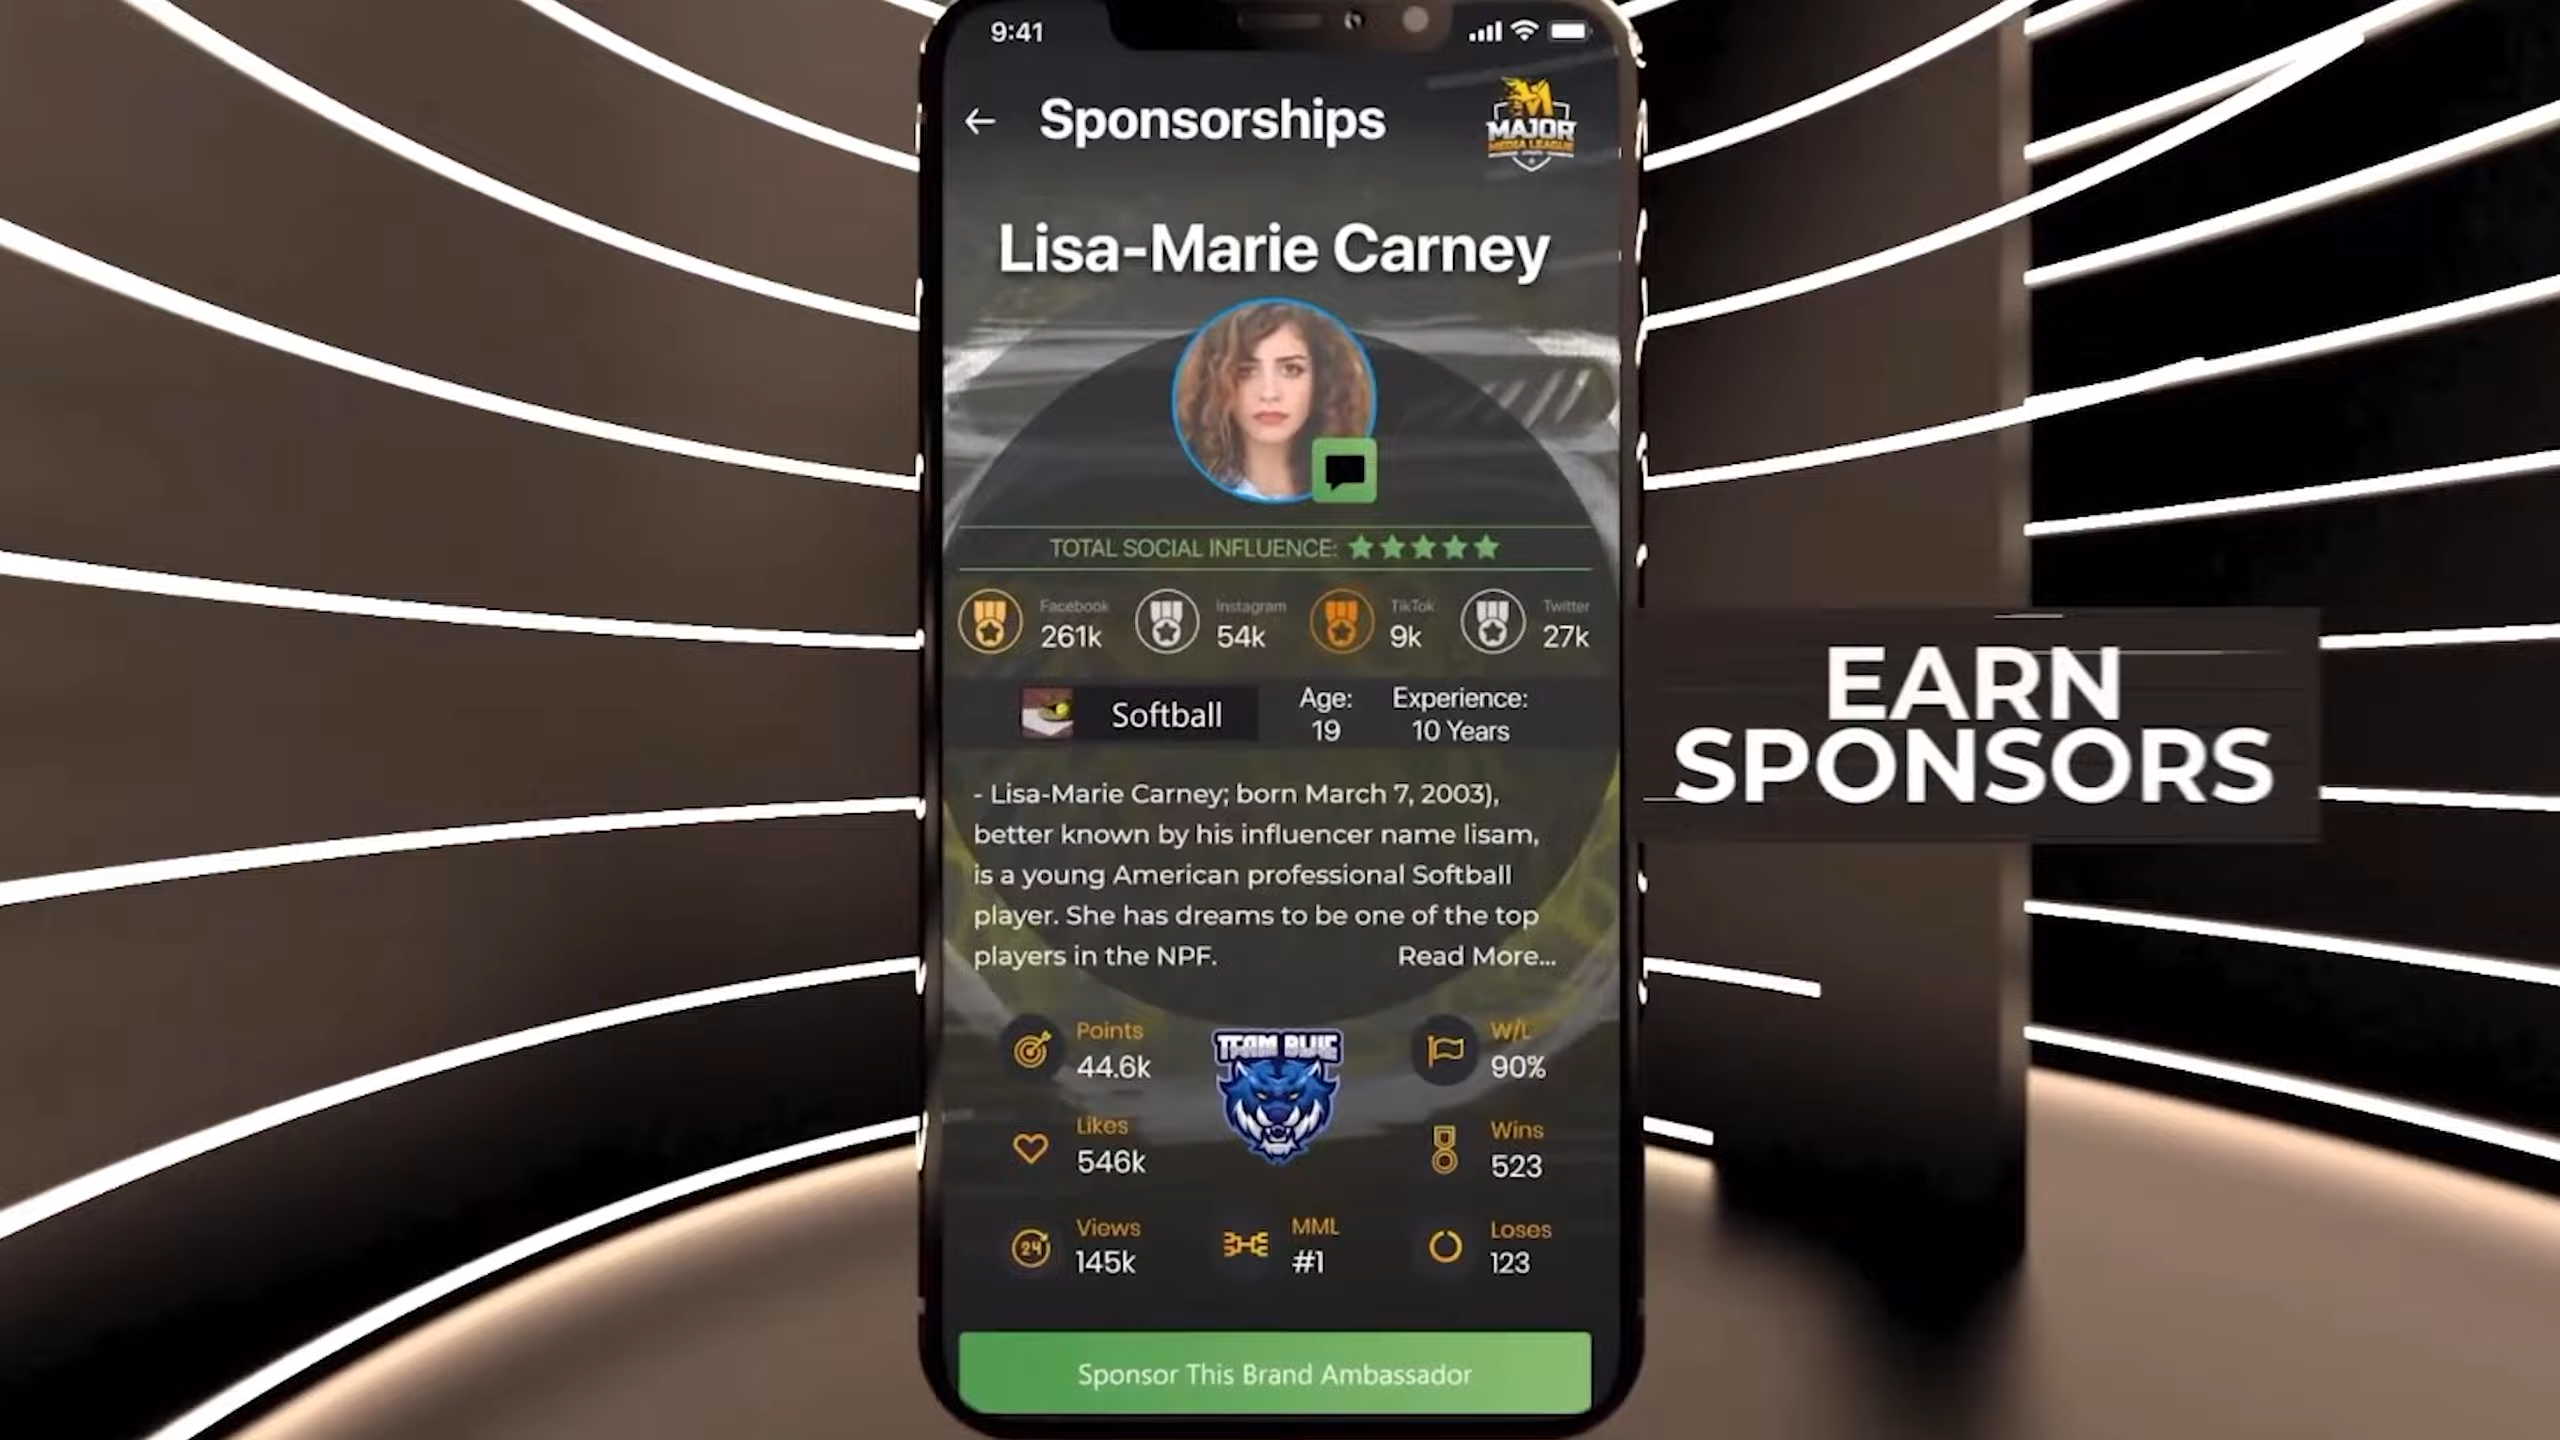 9:41
Sponsorships
MAJOR
MEDIA LEAGUE
Lisa-Marie Carney
TOTAL SOCIAL INFLUENCE:
Facebook
261k
Instagram
54k
TikTok
9k
Twitter
27k
Softball
Age:
19
Experience:
10 Years
- Lisa-Marie Carney; born March 7, 2003),
better known by his influencer name lisam,
is a young American professional Softball
player. She has dreams to be one of the top
players in the NPF. Read More...
Points
44.6k
TEAM BLUE
W/L
90%
Likes
546k
Wins
523
24
Views
145k
MML
#1
Loses
123
Sponsor This Brand Ambassador
EARN
SPONSORS